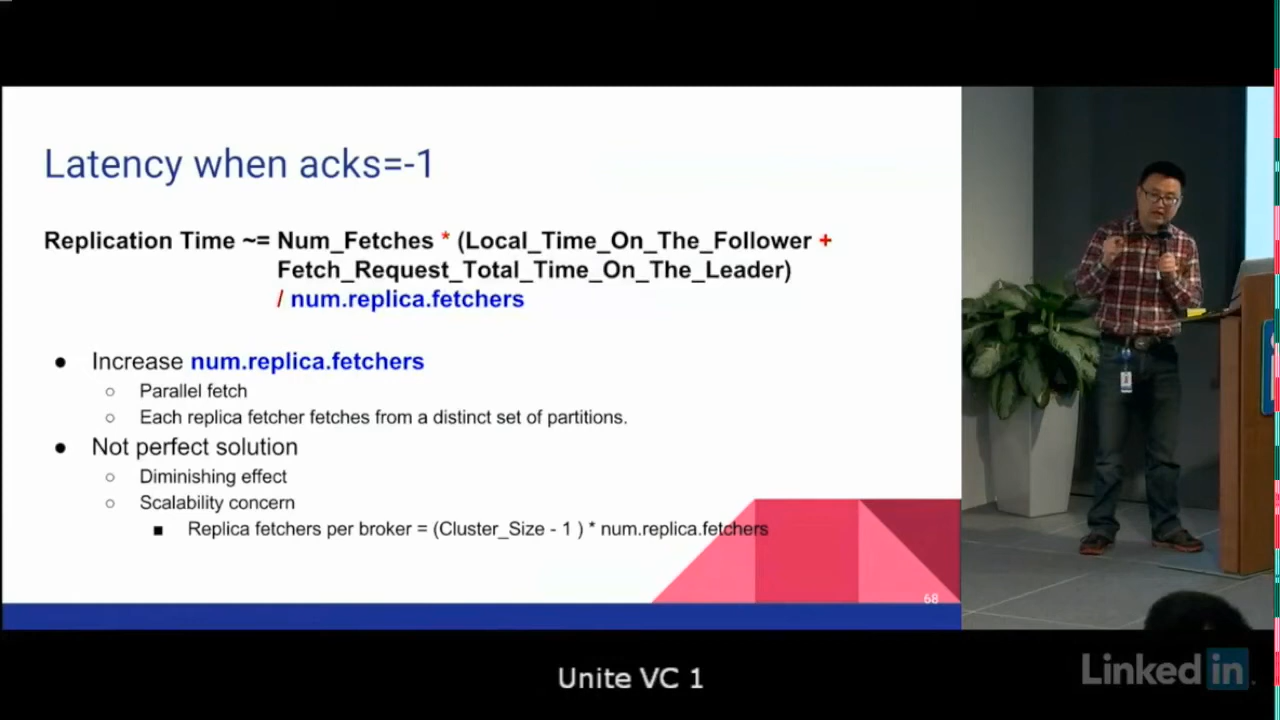 Latency when acks=-1
Replication Time ~= Num_Fetches * (Local_Time_On_The_Follower +
Fetch_Request_Total_Time_On_The_Leader)
/ num.replica.fetchers
● Increase num.replica.fetchers
○ Parallel fetch
○ Each replica fetcher fetches from a distinct set of partitions.
● Not perfect solution
○ Diminishing effect
○ Scalability concern
■ Replica fetchers per broker = (Cluster_Size - 1 ) * num.replica.fetchers
68
Unite VC 1
Linked in